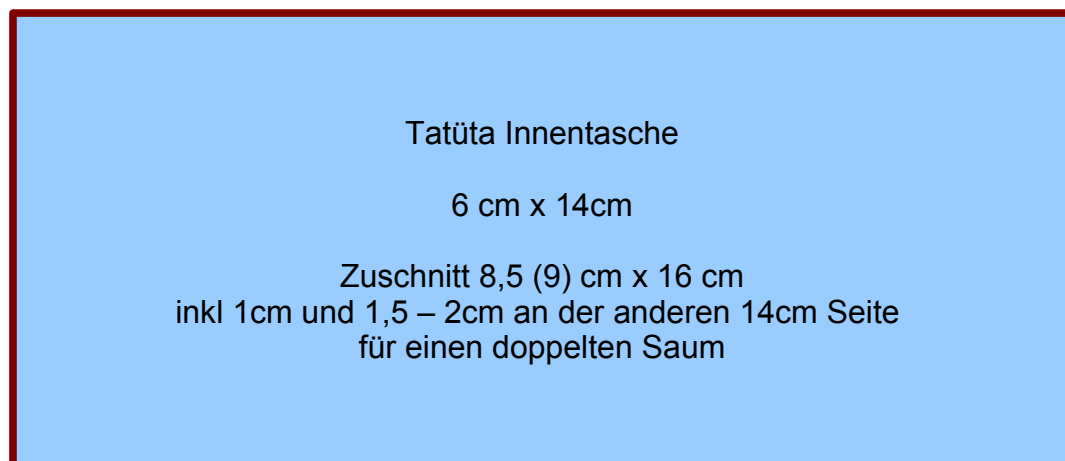 Tatüta Innentasche
6 cm x 14cm
Zuschnitt 8,5 (9) cm x 16 cm
inkl 1cm und 1,5 – 2cm an der anderen 14cm Seite
für einen doppelten Saum